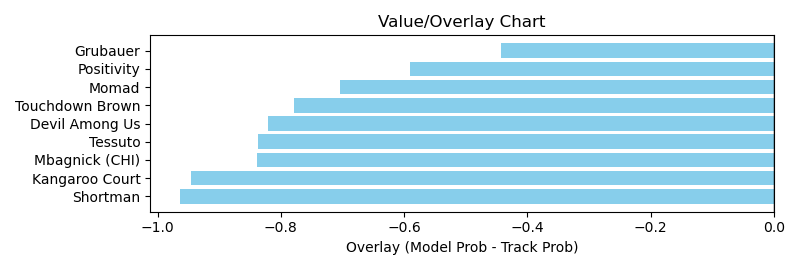 Value/Overlay Chart
Grubauer
Positivity
Momad
Touchdown Brown
Devil Among Us
Tessuto
Mbagnick (CHI)
Kangaroo Court
Shortman
−1.0 −0.8 −0.6 −0.4 −0.2 0.0
Overlay (Model Prob - Track Prob)